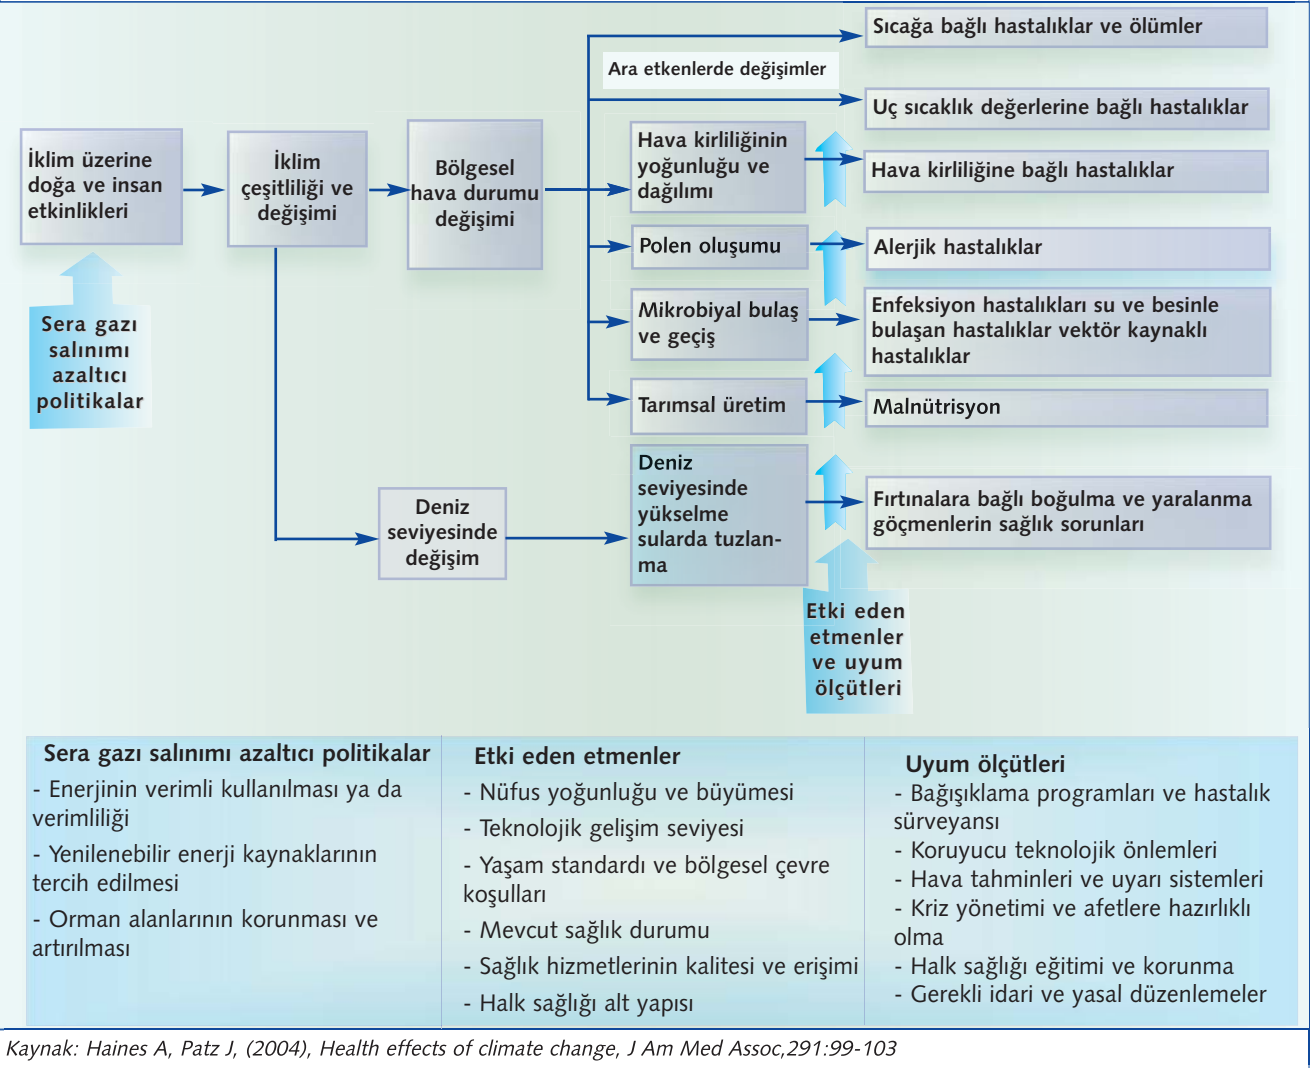 Sıcağa bağlı hastalıklar ve ölümler
Ara etkenlerde değişimler
Uç sıcaklık değerlerine bağlı hastalıklar
İklim üzerine
doğa ve insan
etkinlikleri
İklim
çeşitliliği ve
değişimi
Bölgesel
hava durumu
değişimi
Hava kirliliğinin
yoğunluğu ve
dağılımı
Hava kirliliğine bağlı hastalıklar
Polen oluşumu
Alerjik hastalıklar
Mikrobiyal bulaş
ve geçiş
Enfeksiyon hastalıkları su ve besinle
bulaşan hastalıklar vektör kaynaklı
hastalıklar
Sera gazı
salınımı
azaltıcı
politikalar
Tarımsal üretim
Malnütrisyon
Deniz
seviyesinde
değişim
Deniz
seviyesinde
yükselme
sularda tuzlan-
ma
Fırtınalara bağlı boğulma ve yaralanma
göçmenlerin sağlık sorunları
Etki eden
etmenler
ve uyum
ölçütleri
Sera gazı salınımı azaltıcı politikalar
- Enerjinin verimli kullanılması ya da
verimliliği
- Yenilenebilir enerji kaynaklarının
tercih edilmesi
- Orman alanlarının korunması ve
artırılması
Etki eden etmenler
- Nüfus yoğunluğu ve büyümesi
- Teknolojik gelişim seviyesi
- Yaşam standardı ve bölgesel çevre
koşulları
- Mevcut sağlık durumu
- Sağlık hizmetlerinin kalitesi ve erişimi
- Halk sağlığı alt yapısı
Uyum ölçütleri
- Bağışıklama programları ve hastalık
sürveyansı
- Koruyucu teknolojik önlemleri
- Hava tahminleri ve uyarı sistemleri
- Kriz yönetimi ve afetlere hazırlıklı
olma
- Halk sağlığı eğitimi ve korunma
- Gerekli idari ve yasal düzenlemeler
Kaynak: Haines A, Patz J, (2004), Health effects of climate change, J Am Med Assoc,291:99-103